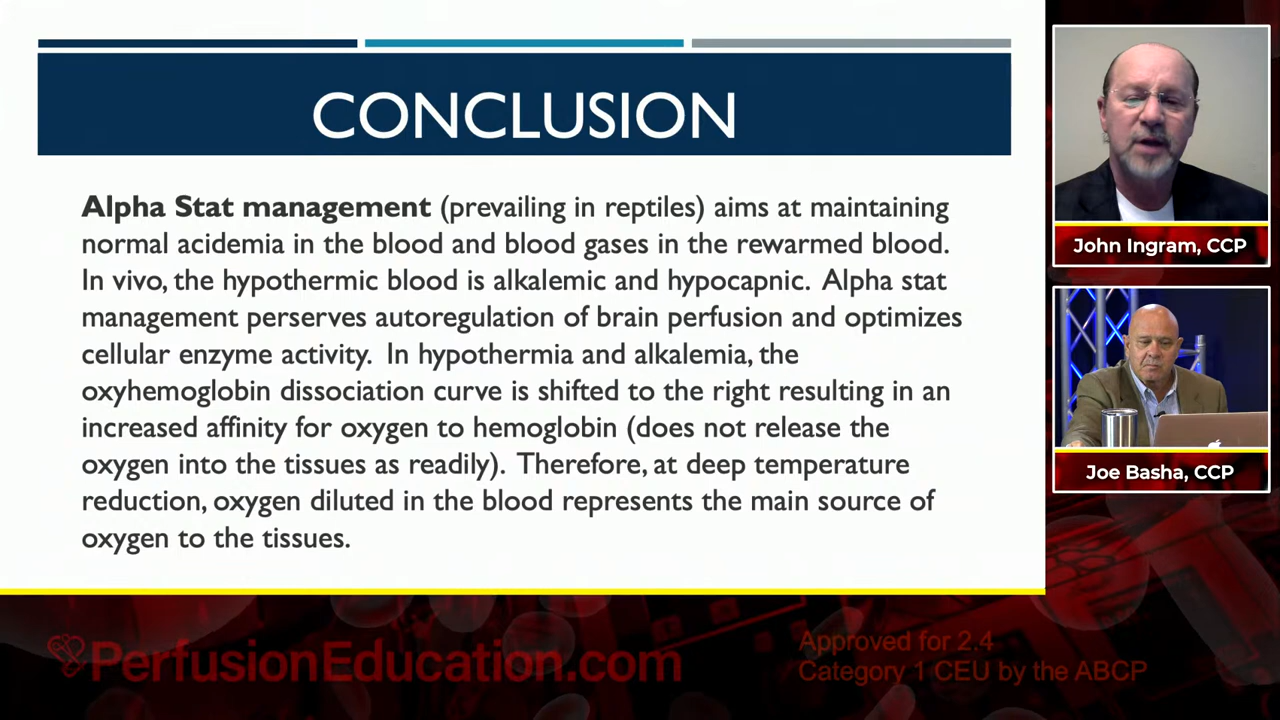 CONCLUSION
Alpha Stat management (prevailing in reptiles) aims at maintaining
normal acidemia in the blood and blood gases in the rewarmed blood.
In vivo, the hypothermic blood is alkalemic and hypocapnic. Alpha stat
management perserves autoregulation of brain perfusion and optimizes
cellular enzyme activity. In hypothermia and alkalemia, the
oxyhemoglobin dissociation curve is shifted to the right resulting in an
increased affinity for oxygen to hemoglobin (does not release the
oxygen into the tissues as readily). Therefore, at deep temperature
reduction, oxygen diluted in the blood represents the main source of
oxygen to the tissues.
John Ingram, CCP
Joe Basha, CCP
PerfusionEducation.com
Approved for 2.4
Category 1 CEU by the ABCP